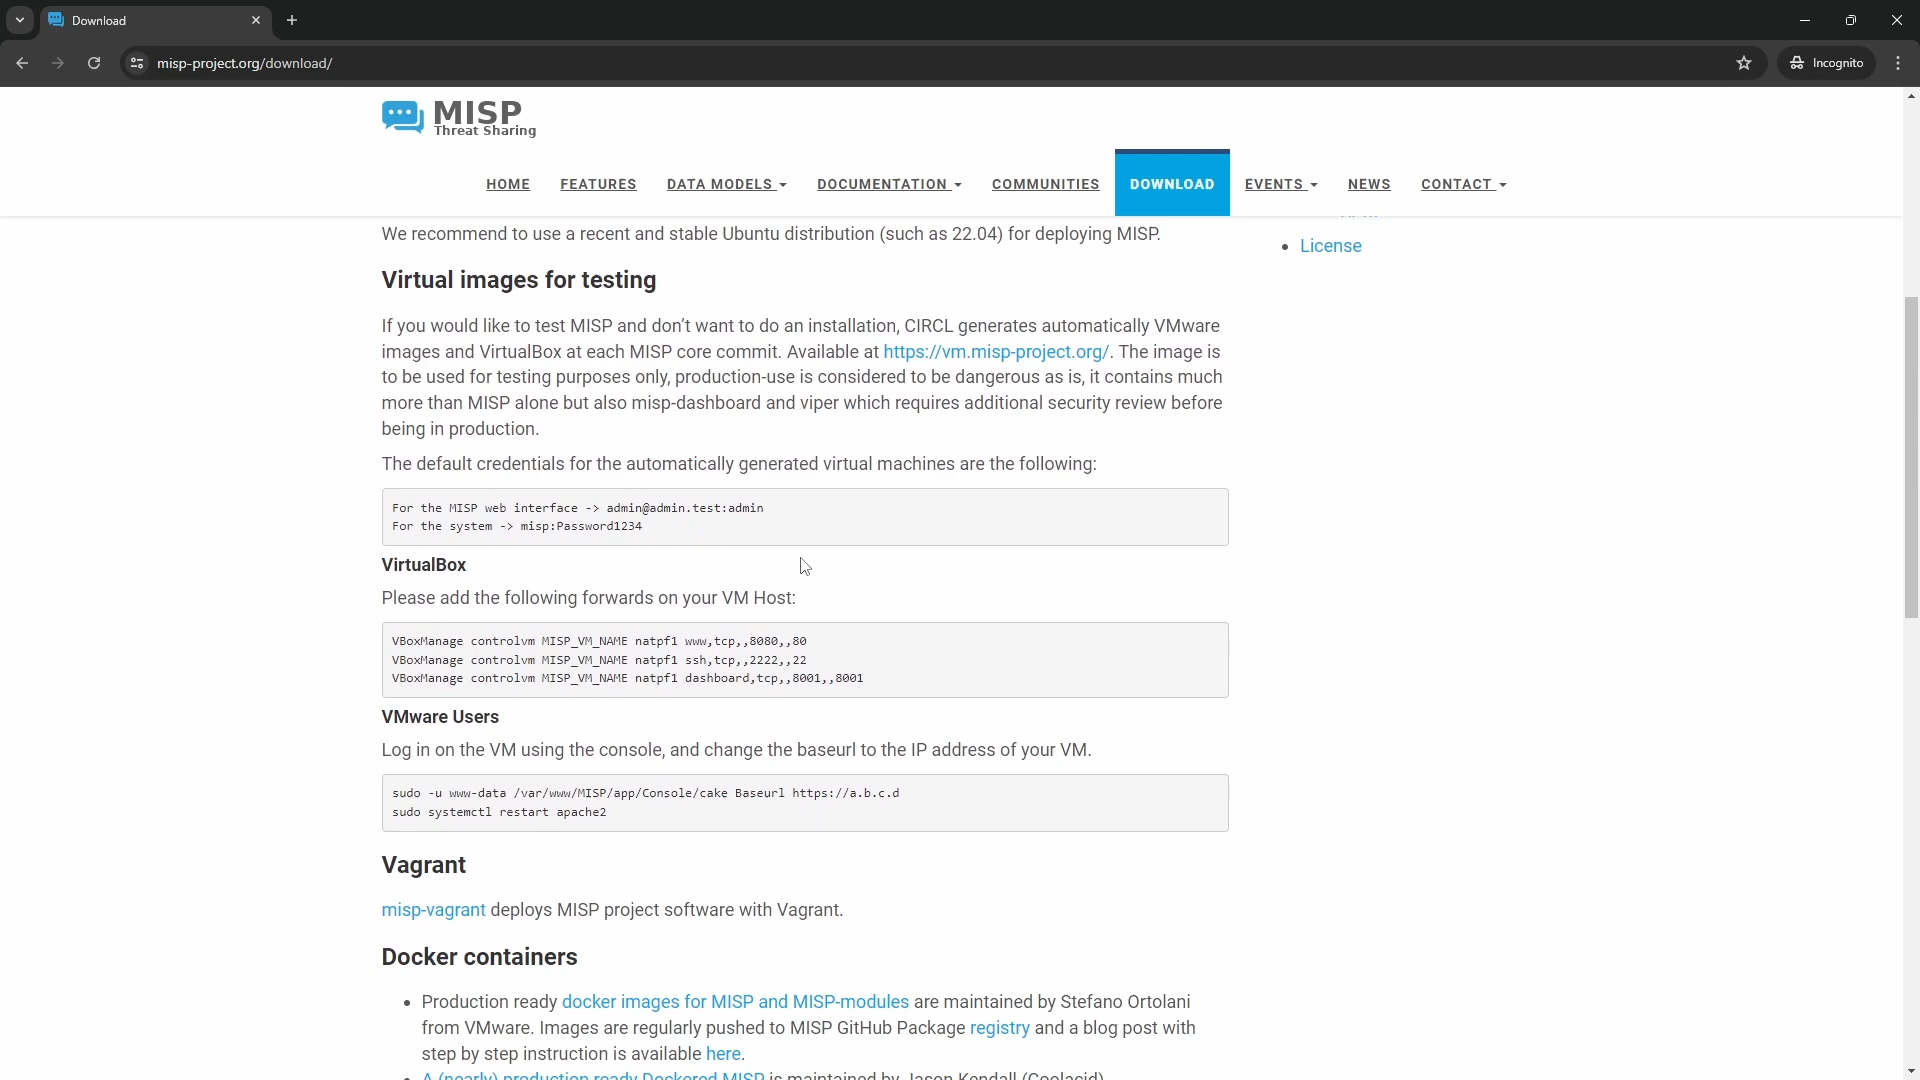 Download
misp-project.org/download/
Incognito
MISP
Threat Sharing
HOME FEATURES DATA MODELS DOCUMENTATION COMMUNITIES DOWNLOAD EVENTS NEWS CONTACT
We recommend to use a recent and stable Ubuntu distribution (such as 22.04) for deploying MISP.
License
Virtual images for testing
If you would like to test MISP and don't want to do an installation, CIRCL generates automatically VMware
images and VirtualBox at each MISP core commit. Available at https://vm.misp-project.org/. The image is
to be used for testing purposes only, production-use is considered to be dangerous as is, it contains much
more than MISP alone but also misp-dashboard and viper which requires additional security review before
being in production.
The default credentials for the automatically generated virtual machines are the following:
For the MISP web interface -> admin@admin.test:admin
For the system -> misp:Password1234
VirtualBox
Please add the following forwards on your VM Host:
VBoxManage controlvm MISP_VM_NAME natpf1 www,tcp,,8080,,80
VBoxManage controlvm MISP_VM_NAME natpf1 ssh,tcp,,2222,,22
VBoxManage controlvm MISP_VM_NAME natpf1 dashboard,tcp,,8001,,8001
VMware Users
Log in on the VM using the console, and change the baseurl to the IP address of your VM.
sudo -u www-data /var/www/MISP/app/Console/cake Baseurl https://a.b.c.d
sudo systemctl restart apache2
Vagrant
misp-vagrant deploys MISP project software with Vagrant.
Docker containers
• Production ready docker images for MISP and MISP-modules are maintained by Stefano Ortolani
from VMware. Images are regularly pushed to MISP GitHub Package registry and a blog post with
step by step instruction is available here.
• A (nearly) production ready Dockered MISP is maintained by Jason Kendall (Coolacid)